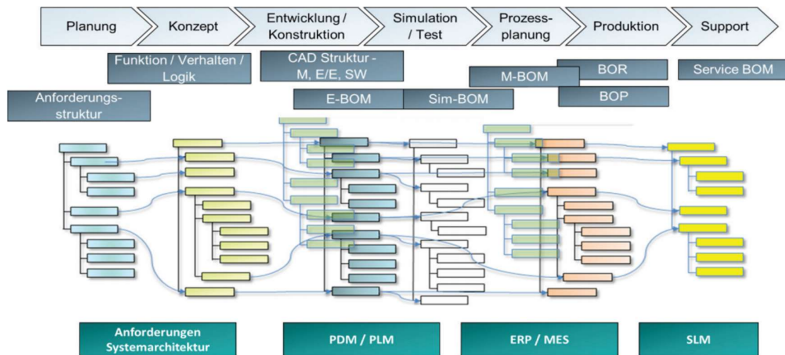 Planung
Konzept
Entwicklung /
Konstruktion
Simulation
/ Test
Prozess-
planung
Produktion
Support
Funktion / Verhalten /
Logik
CAD Struktur -
M, E/E, SW
M-BOM
BOR
Service BOM
Anforderungs-
struktur
E-BOM
Sim-BOM
BOP
Anforderungen
Systemarchitektur
PDM / PLM
ERP / MES
SLM